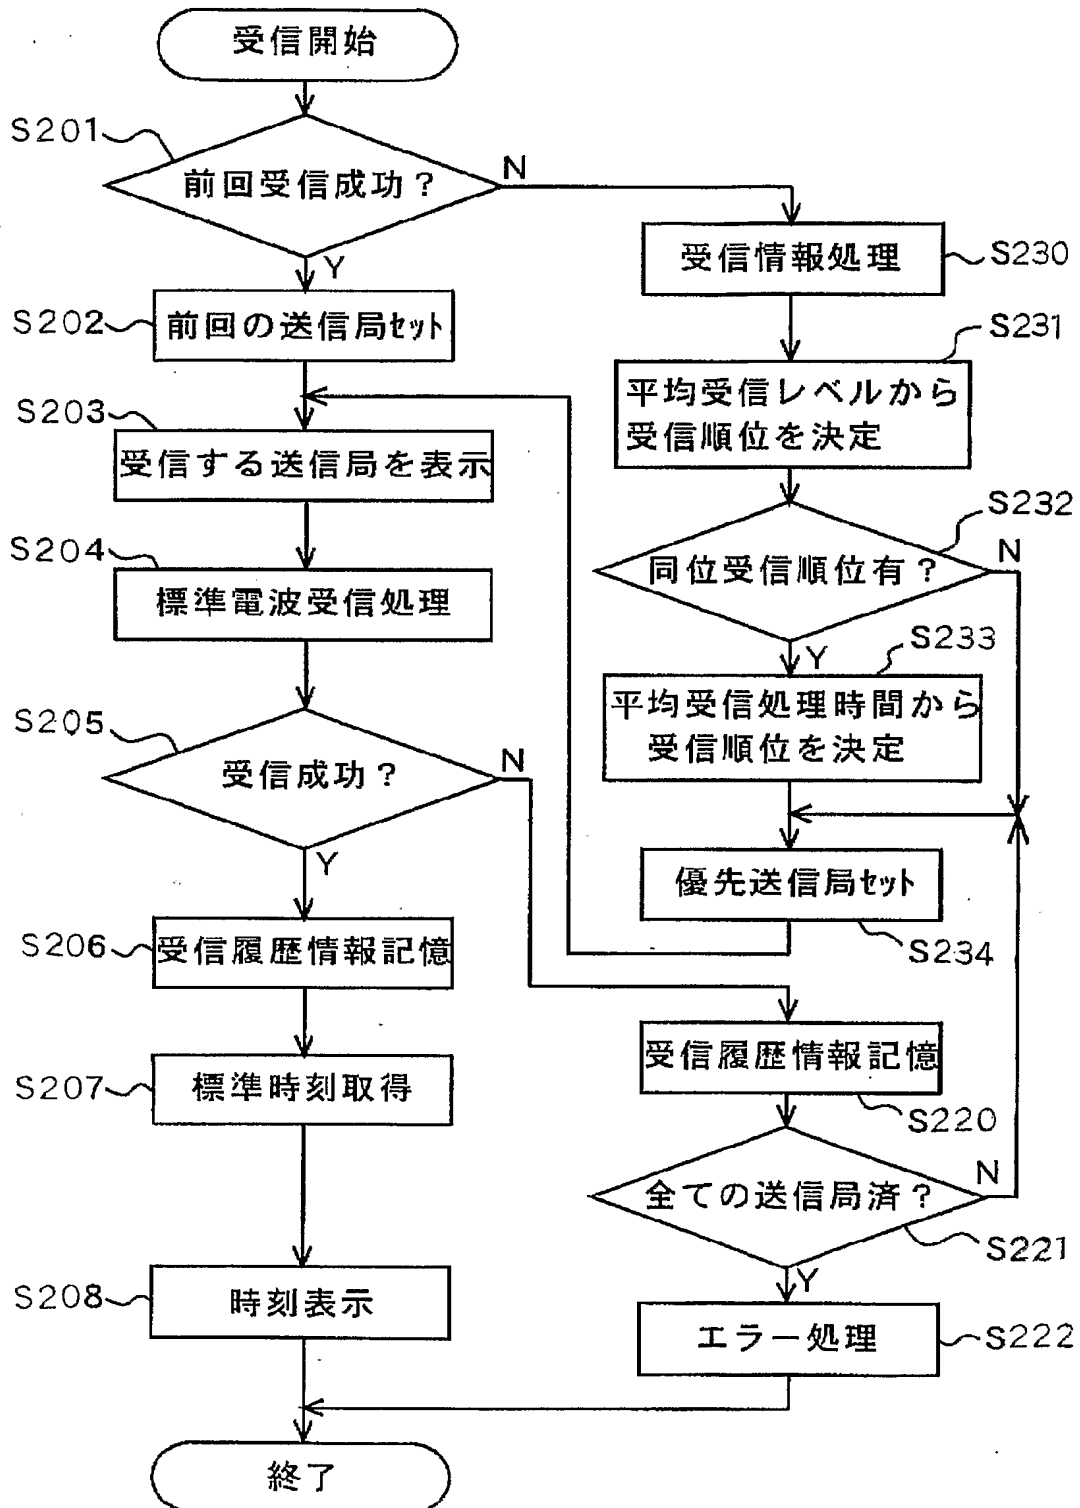 受信開始
S201
前回受信成功？
N
Y
S202
前回の送信局セット
S203
受信する送信局を表示
S204
標準電波受信処理
S205
受信成功？
N
Y
S206
受信履歴情報記憶
S207
標準時刻取得
S208
時刻表示
終了
受信情報処理
S230
S231
平均受信レベルから
受信順位を決定
S232
同位受信順位有？
N
Y
S233
平均受信処理時間から
受信順位を決定
優先送信局セット
S234
受信履歴情報記憶
S220
全ての送信局済？
N
S221
Y
エラー処理
S222